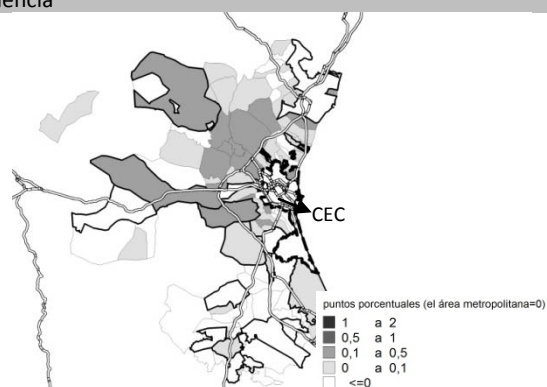 CEC
puntos porcentuales (el área metropolitana=0)
1 a 2
0,5 a 1
0,1 a 0,5
0 a 0,1
<=0